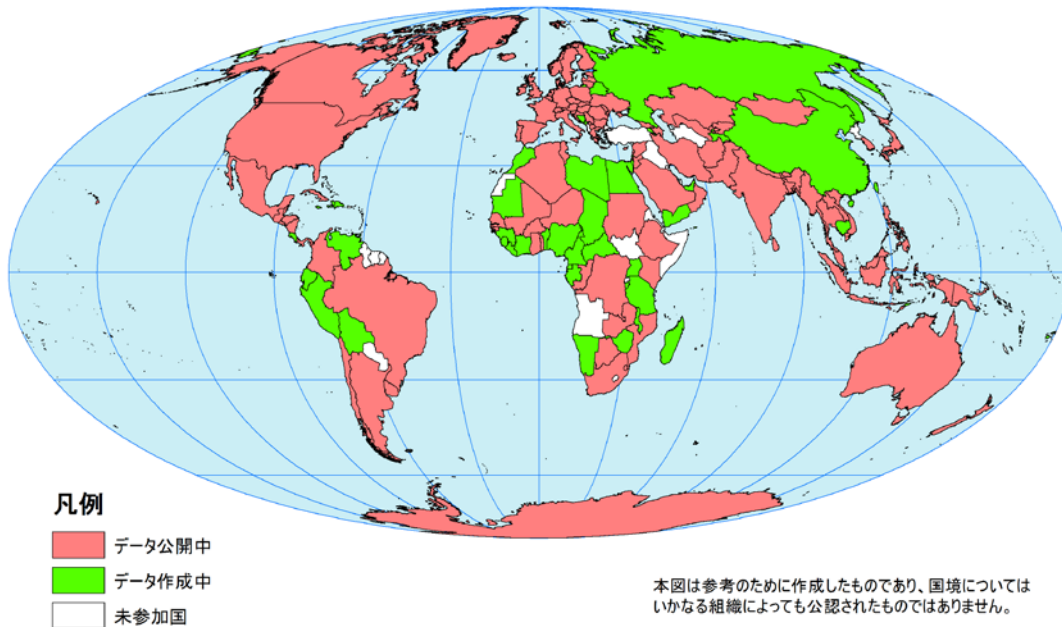 凡例
データ公開中
データ作成中
未参加国
本図は参考のために作成したものであり、国境については
いかなる組織によっても公認されたものではありません。